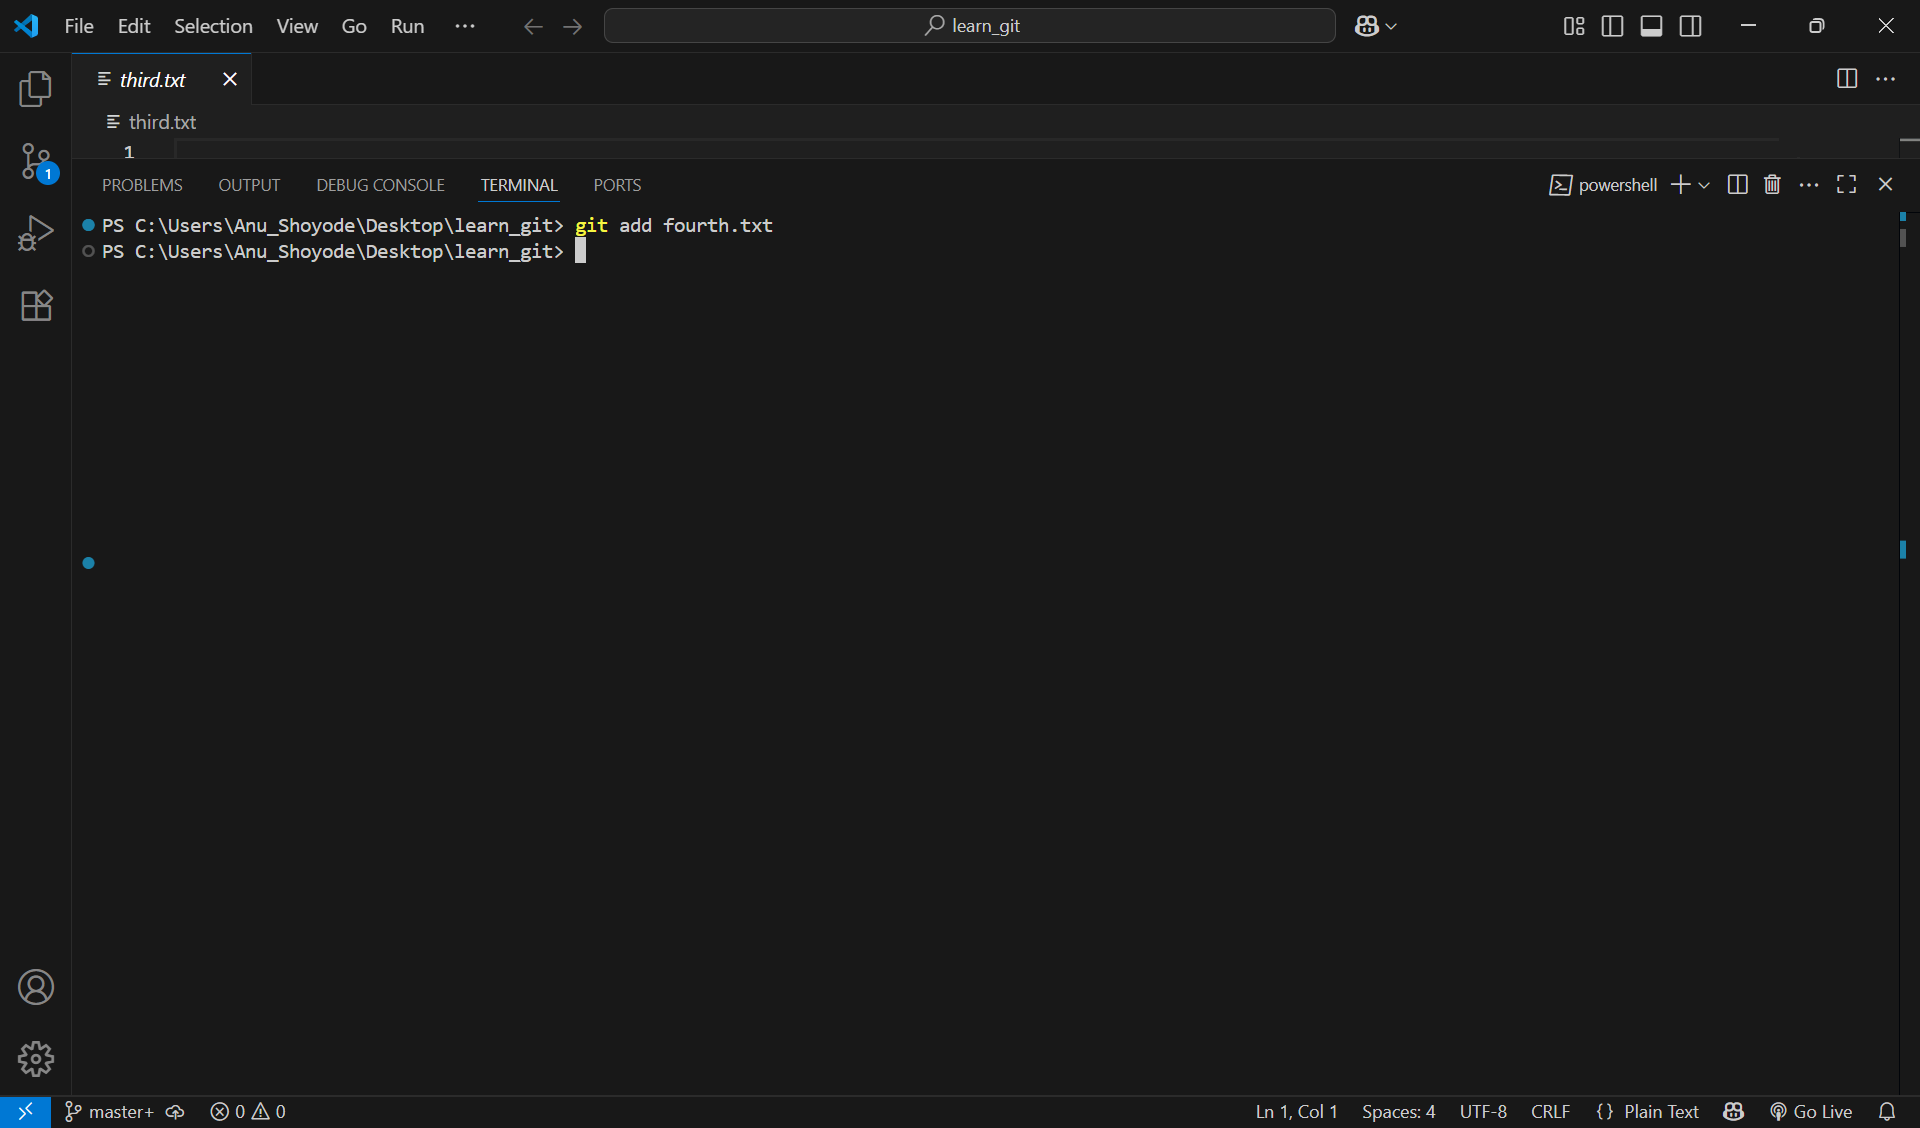 File Edit Selection View Go Run ··· learn_git
third.txt
third.txt
1
PROBLEMS OUTPUT DEBUG CONSOLE TERMINAL PORTS powershell
PS C:\Users\Anu_Shoyode\Desktop\learn_git> git add fourth.txt
PS C:\Users\Anu_Shoyode\Desktop\learn_git>
1
master+ 0 0 Ln 1, Col 1 Spaces: 4 UTF-8 CRLF {} Plain Text Go Live